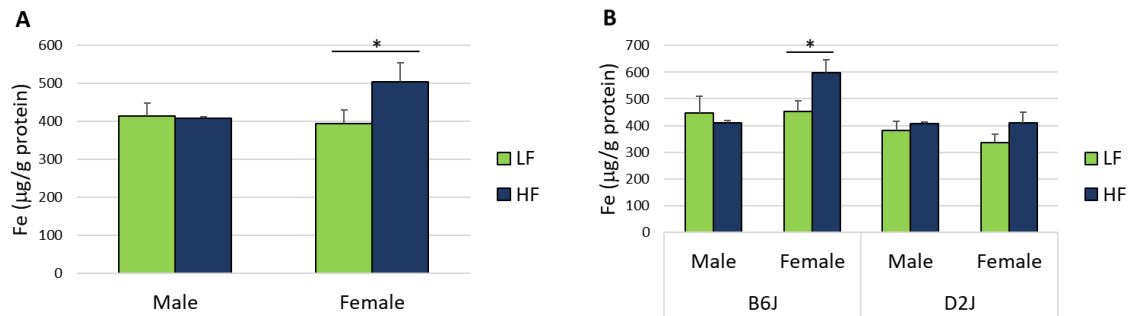 A
Fe (µg/g protein)
600
500
400
300
200
100
0
*
Male Female
LF
HF
B
Fe (µg/g protein)
700
600
500
400
300
200
100
0
*
Male Female Male Female
B6J D2J
LF
HF